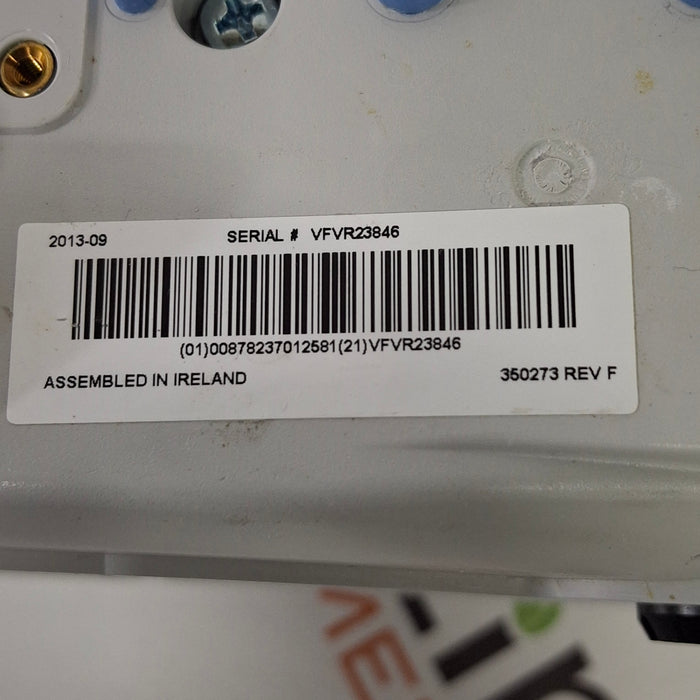 2013-09 SERIAL # VFVR23846
(01)00878237012581(21)VFVR23846
ASSEMBLED IN IRELAND 350273 REV F